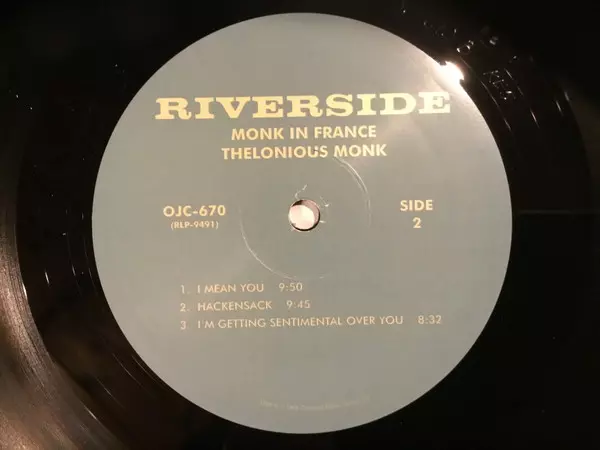 RIVERSIDE
MONK IN FRANCE
THELONIOUS MONK
OJC-670
(RLP-9491)
SIDE
2
1. I MEAN YOU 9:50
2. HACKENSACK 9:45
3. I'M GETTING SENTIMENTAL OVER YOU 8:32